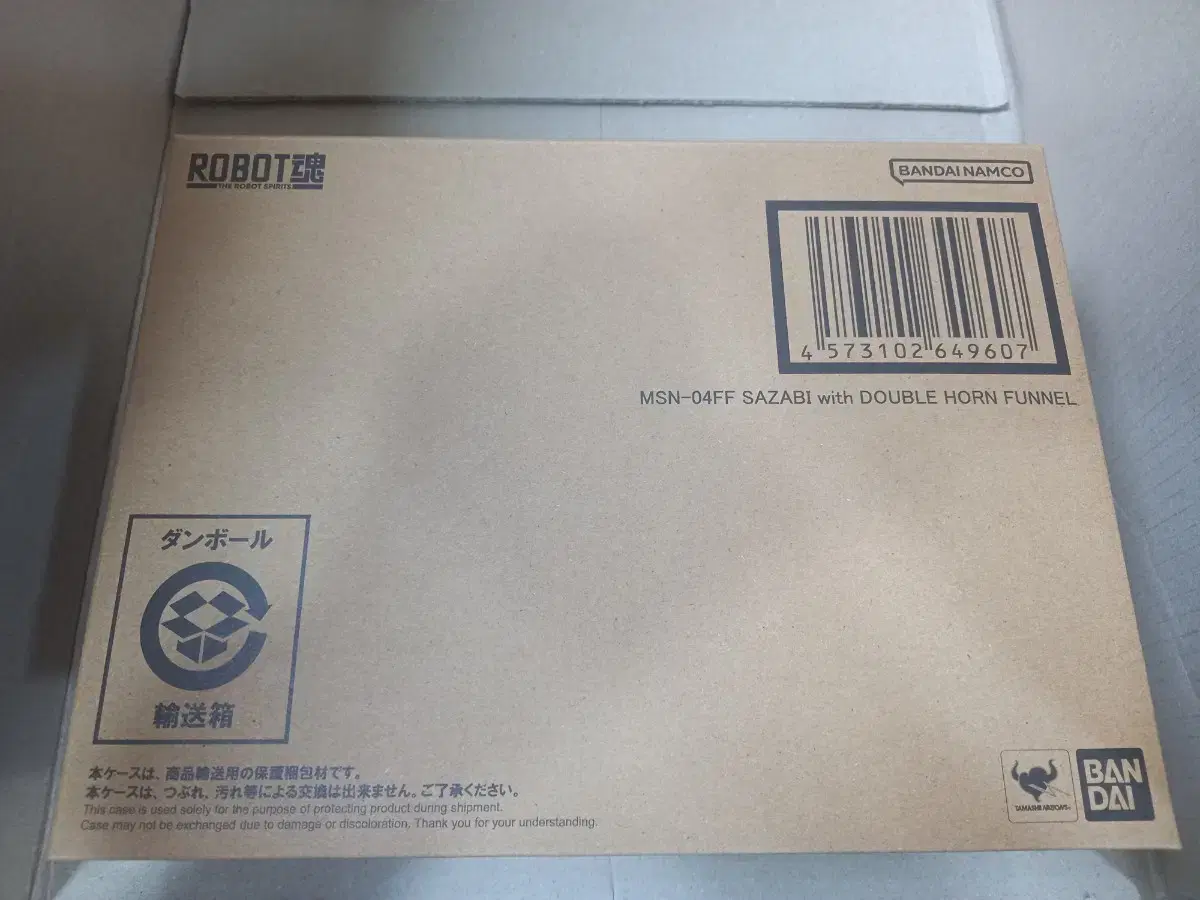 ROBOT魂
THE ROBOT SPIRITS
BANDAI NAMCO
4 573102 649607
MSN-04FF SAZABI with DOUBLE HORN FUNNEL
ダンボール
輸送箱
本ケースは、商品輸送用の保護梱包材です。
本ケースは、つぶれ、汚れ等による交換は出来ません。ご了承ください。
This case is used solely for the purpose of protecting product during shipment.
Case may not be exchanged due to damage or discoloration. Thank you for your understanding.
TAMASHII NATIONS
BAN
DAI